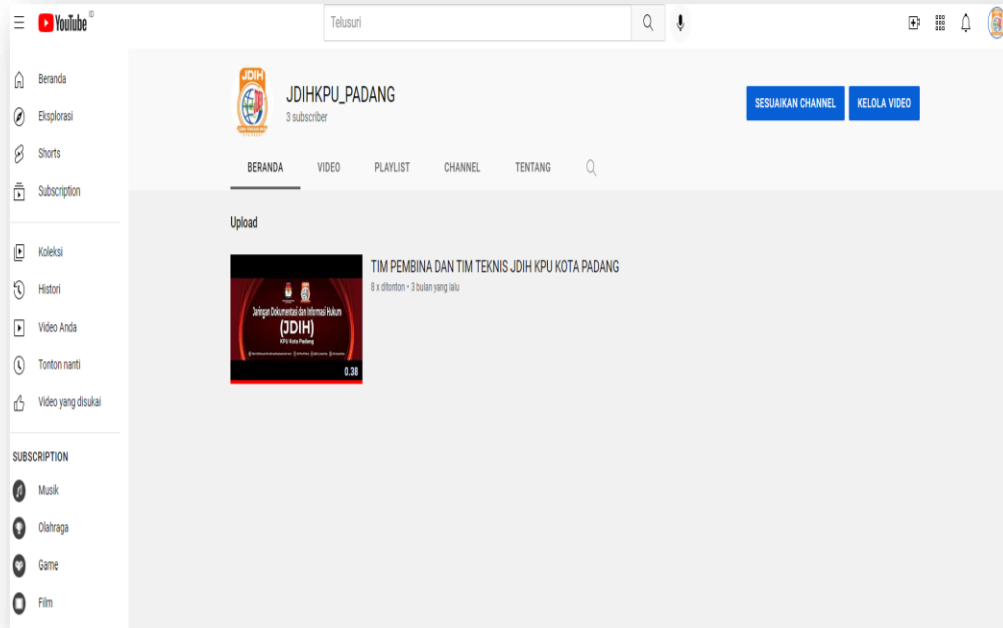 YouTube ID
Telusuri
Beranda
Eksplorasi
Shorts
Subscription
Koleksi
Histori
Video Anda
Tonton nanti
Video yang disukai
SUBSCRIPTION
Musik
Olahraga
Game
Film
JDIH
JDIHKPU_PADANG
3 subscriber
SESUAIKAN CHANNEL
KELOLA VIDEO
BERANDA VIDEO PLAYLIST CHANNEL TENTANG
Upload
Jaringan Dokumentasi dan Informasi Hukum
(JDIH)
KPU Kota Padang
0.38
TIM PEMBINA DAN TIM TEKNIS JDIH KPU KOTA PADANG
8 x ditonton • 3 bulan yang lalu